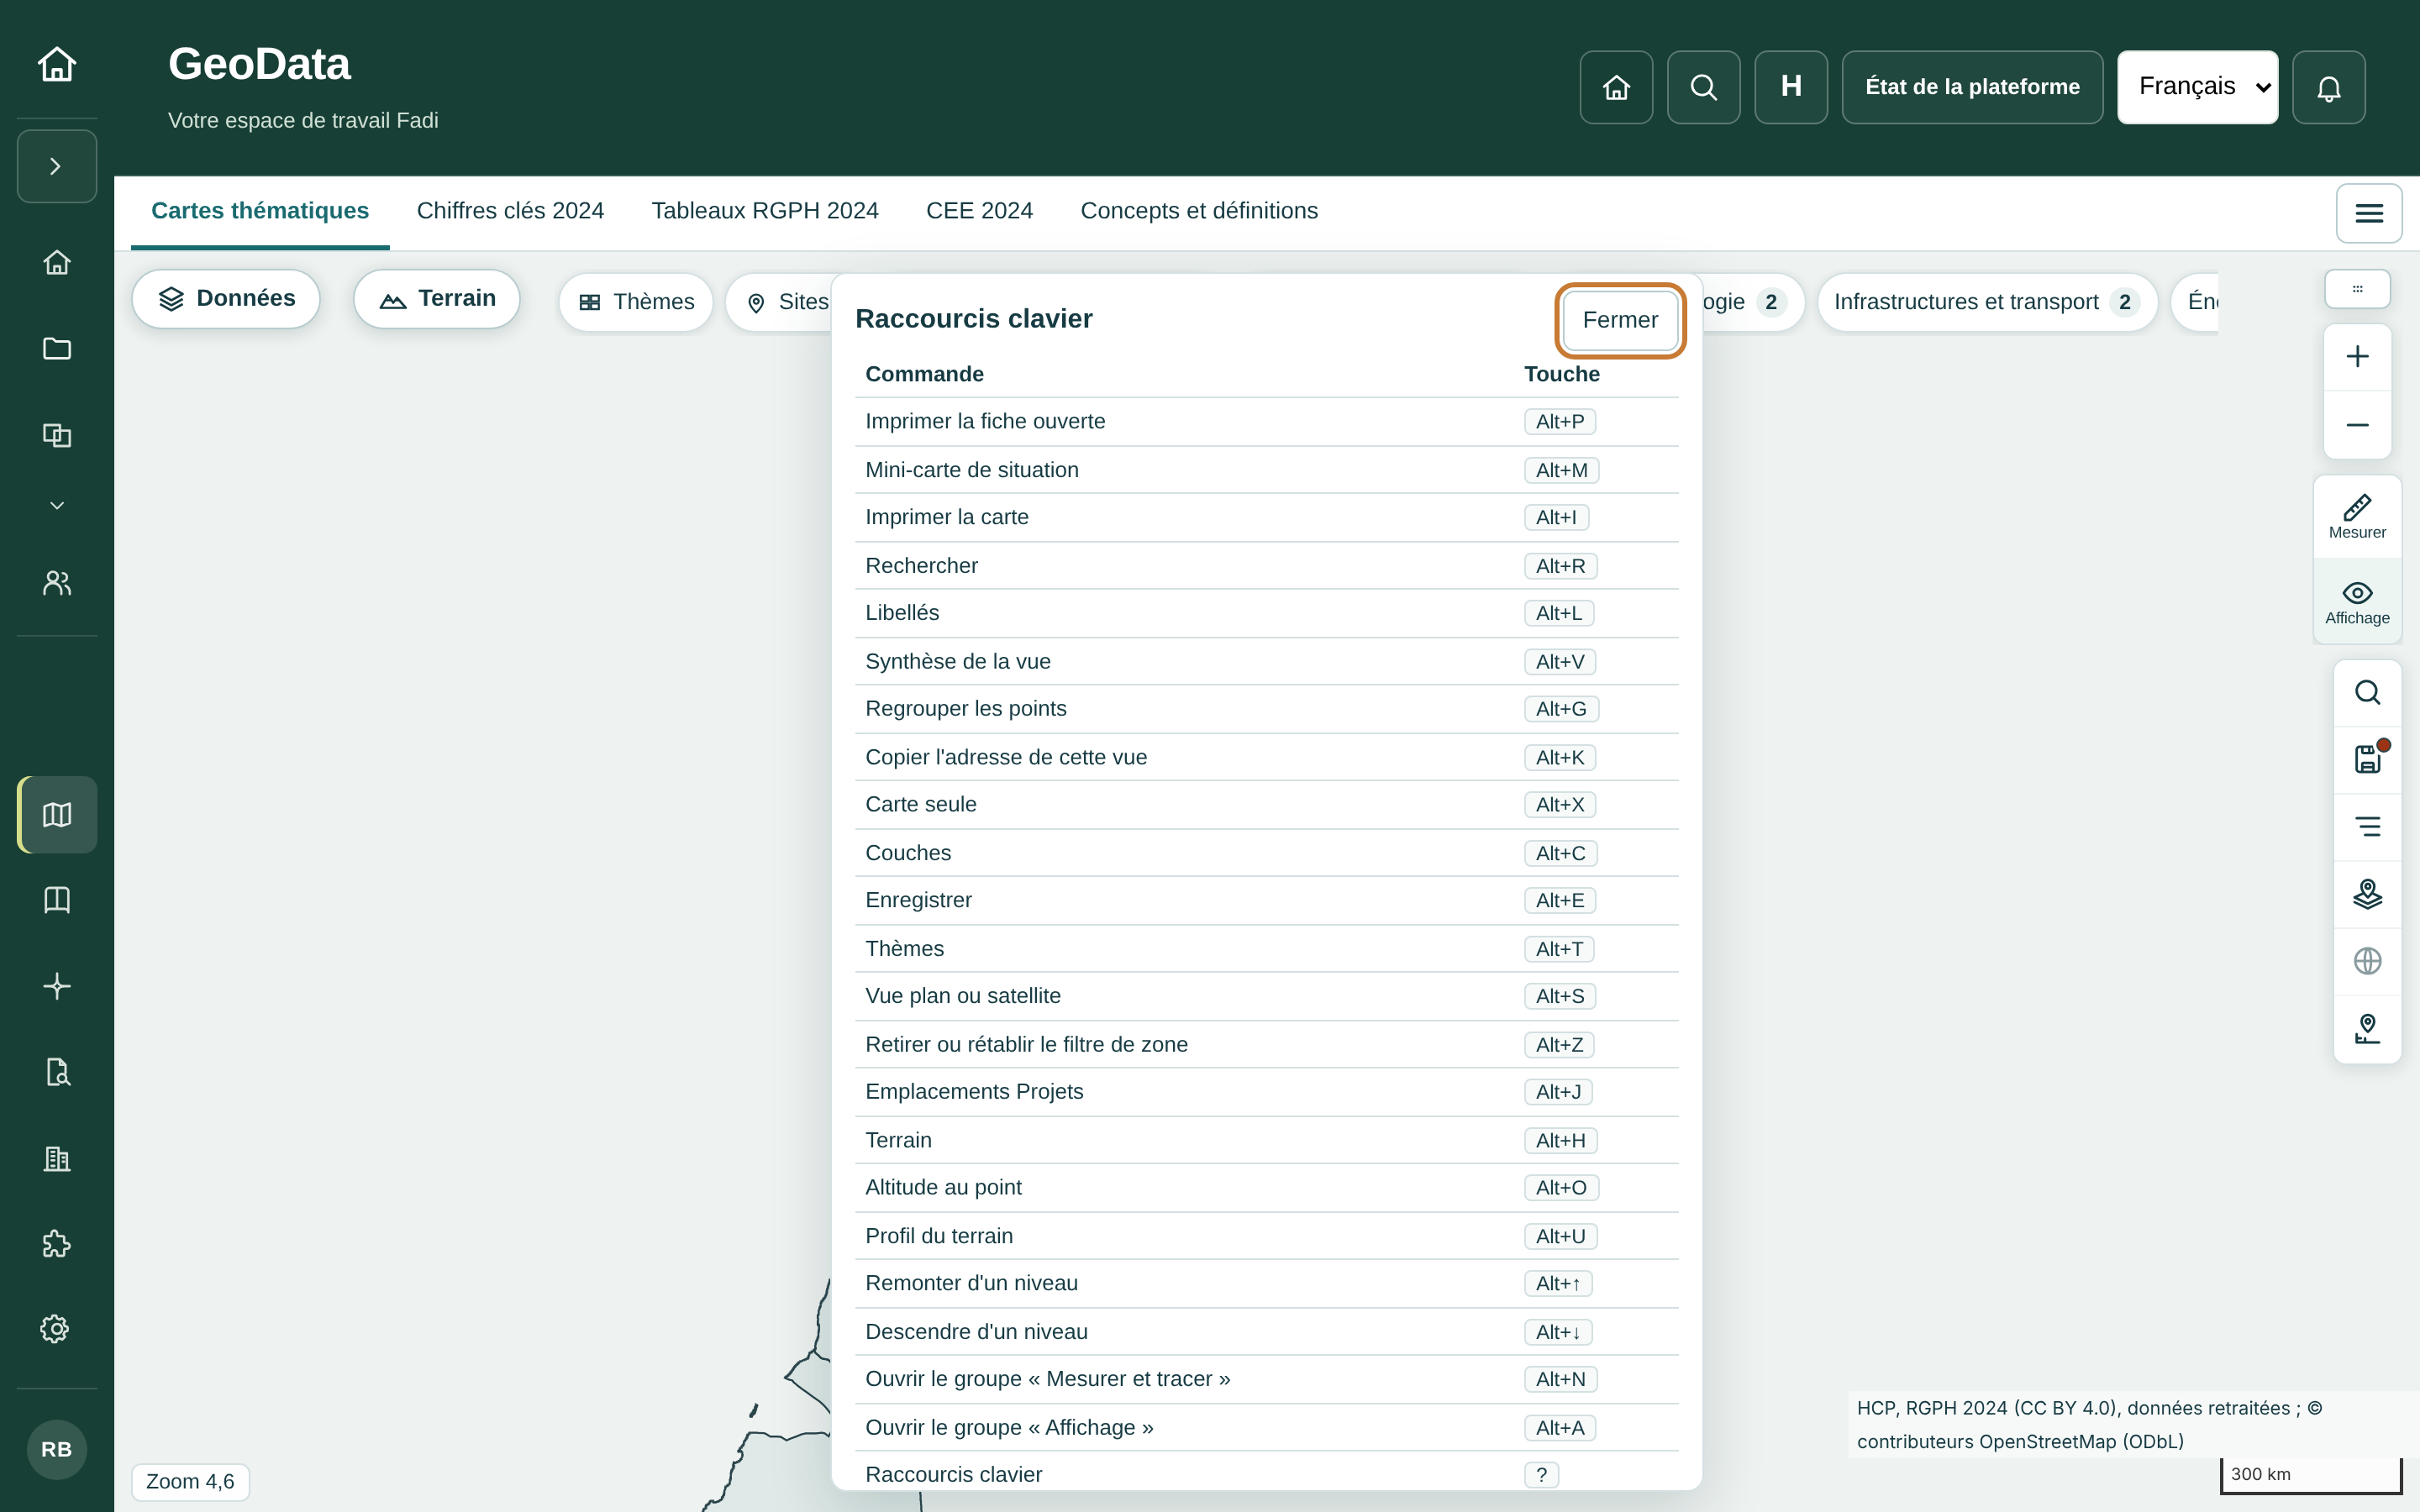 GeoData
Votre espace de travail Fadi
H
État de la plateforme
Français
Cartes thématiques
Chiffres clés 2024
Tableaux RGPH 2024
CEE 2024
Concepts et définitions
Données
Terrain
Thèmes
Sites
ogie 2
Infrastructures et transport 2
Éne
Raccourcis clavier
Fermer
Commande Touche
Imprimer la fiche ouverte Alt+P
Mini-carte de situation Alt+M
Imprimer la carte Alt+I
Rechercher Alt+R
Libellés Alt+L
Synthèse de la vue Alt+V
Regrouper les points Alt+G
Copier l'adresse de cette vue Alt+K
Carte seule Alt+X
Couches Alt+C
Enregistrer Alt+E
Thèmes Alt+T
Vue plan ou satellite Alt+S
Retirer ou rétablir le filtre de zone Alt+Z
Emplacements Projets Alt+J
Terrain Alt+H
Altitude au point Alt+O
Profil du terrain Alt+U
Remonter d'un niveau Alt+↑
Descendre d'un niveau Alt+↓
Ouvrir le groupe « Mesurer et tracer » Alt+N
Ouvrir le groupe « Affichage » Alt+A
Raccourcis clavier ?
Mesurer
Affichage
RB
Zoom 4,6
HCP, RGPH 2024 (CC BY 4.0), données retraitées ; ©
contributeurs OpenStreetMap (ODbL)
300 km